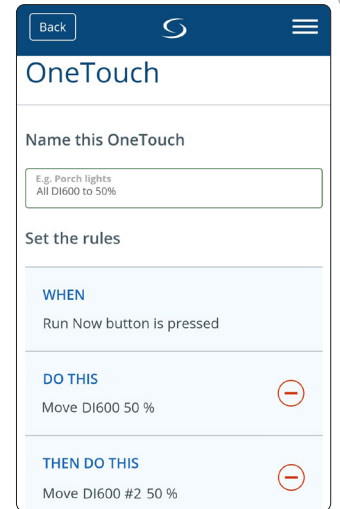 Back
OneTouch
Name this OneTouch
E.g. Porch lights
All DI600 to 50%
Set the rules
WHEN
Run Now button is pressed
DO THIS
Move DI600 50 %
THEN DO THIS
Move DI600 #2 50 %